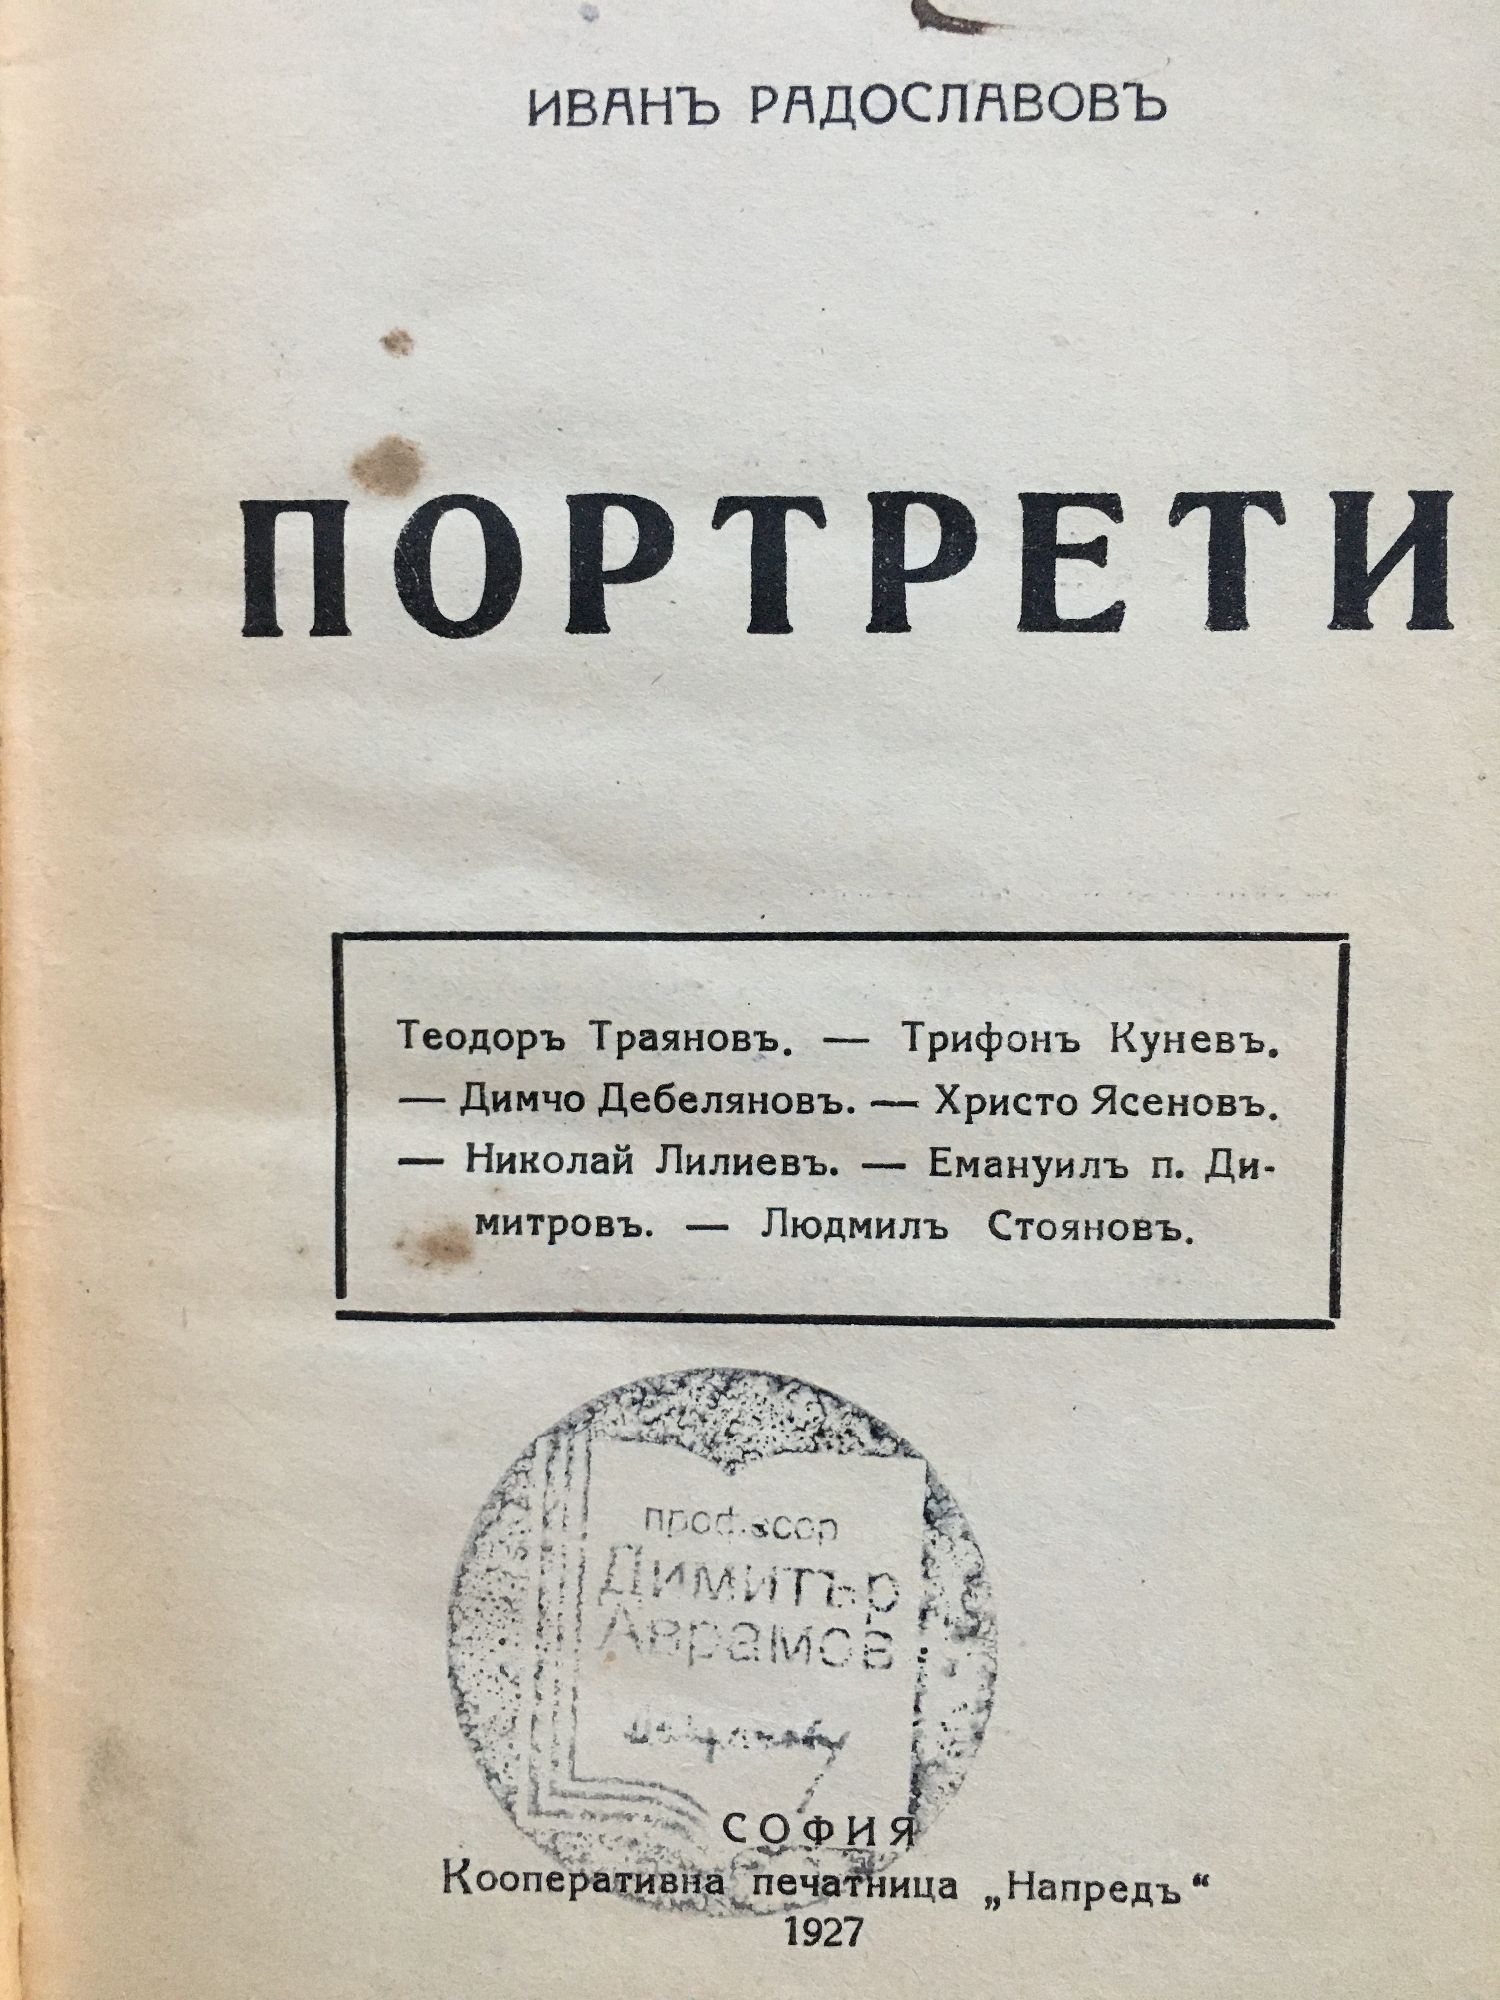 ИВАНЪ РАДОСЛАВОВЪ
ПОРТРЕТИ
Теодоръ Траяновъ. — Трифонъ Куневъ.
— Димчо Дебеляновъ. — Христо Ясеновъ.
— Николай Лилиевъ. — Емануилъ п. Ди-
митровъ. — Людмилъ Стояновъ.
професор
Димитър
Аврамов
СОФИЯ
Кооперативна печатница „Напредъ“
1927